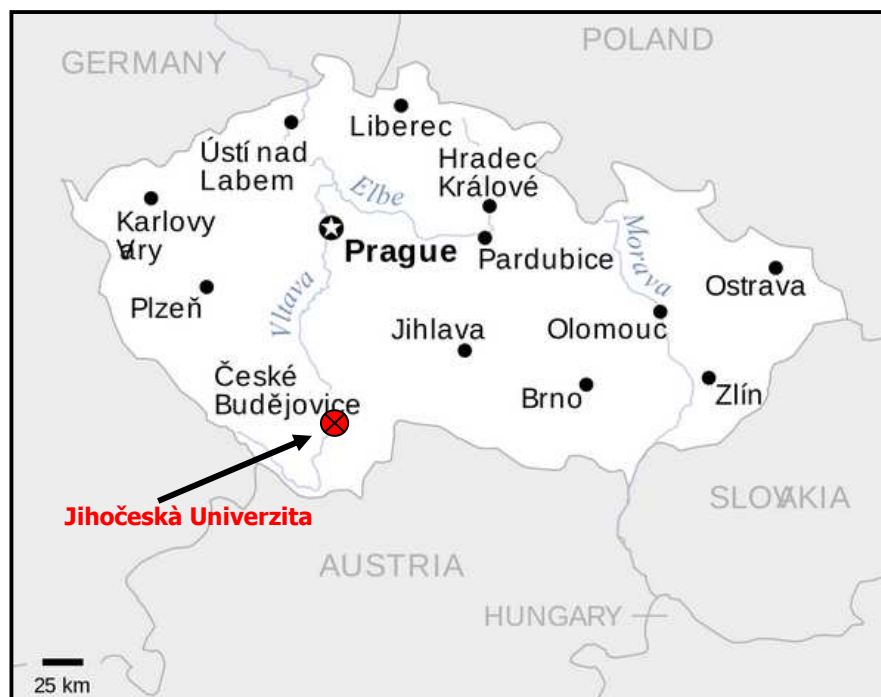 POLAND
GERMANY
Liberec
Ústí nad
Labem
Hradec
Králové
Elbe
Karlovy
Vary
Prague
Pardubice
Morava
Ostrava
Plzeň
Vltava
Jihlava
Olomouc
České
Budějovice
Brno
Zlín
Jihočeskà Univerzita
SLOVAKIA
AUSTRIA
HUNGARY
25 km